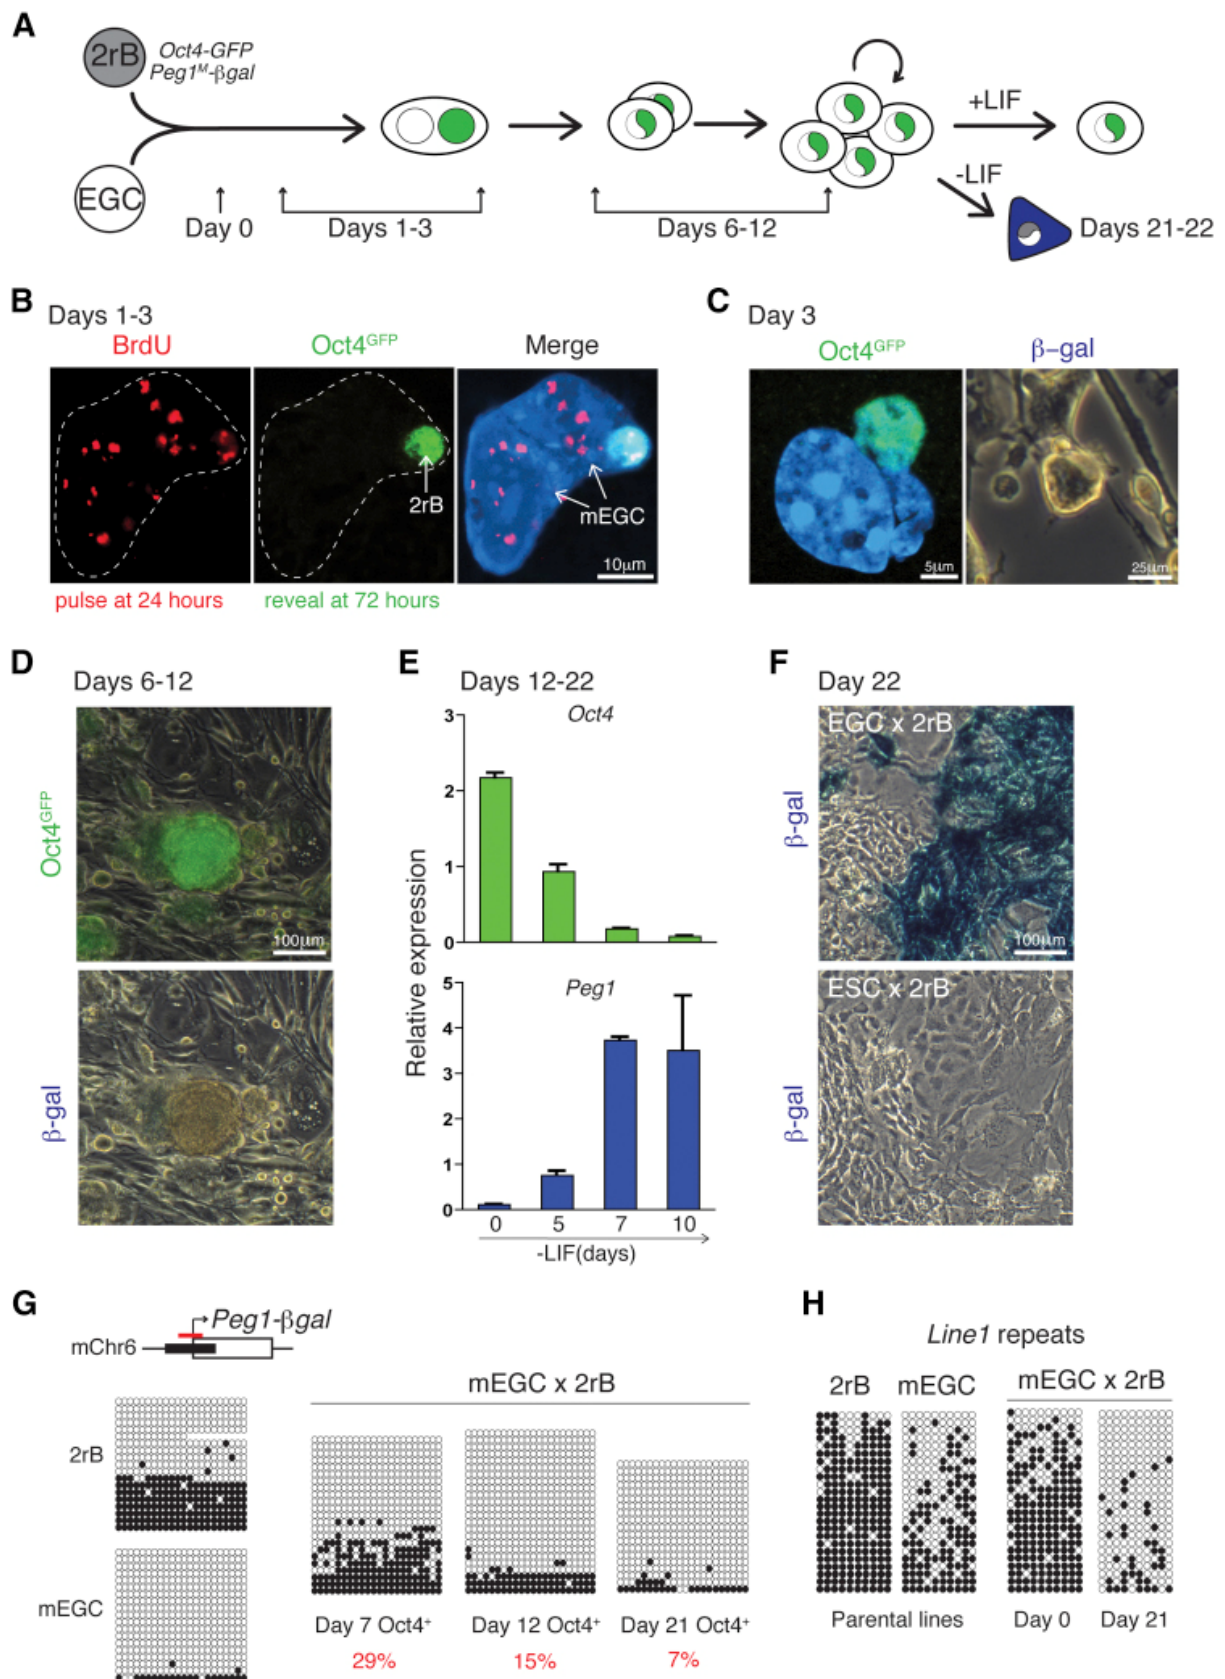 A
2rB
Oct4-GFP
Peg1ᴹ-βgal
EGC
Day 0
Days 1-3
Days 6-12
+LIF
-LIF
Days 21-22
B
Days 1-3
BrdU
Oct4ᴳᶠᴾ
Merge
2rB
mEGC
10μm
pulse at 24 hours
reveal at 72 hours
C
Day 3
Oct4ᴳᶠᴾ
β–gal
5μm
25μm
D
Days 6-12
Oct4ᴳᶠᴾ
100μm
β-gal
E
Days 12-22
Relative expression
Oct4
3
2
1
0
Peg1
5
4
3
2
1
0
0 5 7 10
-LIF(days)
F
Day 22
β-gal
EGC x 2rB
100μm
β-gal
ESC x 2rB
G
Peg1-βgal
mChr6
2rB
mEGC
mEGC x 2rB
Day 7 Oct4⁺
Day 12 Oct4⁺
Day 21 Oct4⁺
29%
15%
7%
H
Line1 repeats
2rB
mEGC
mEGC x 2rB
Parental lines
Day 0
Day 21